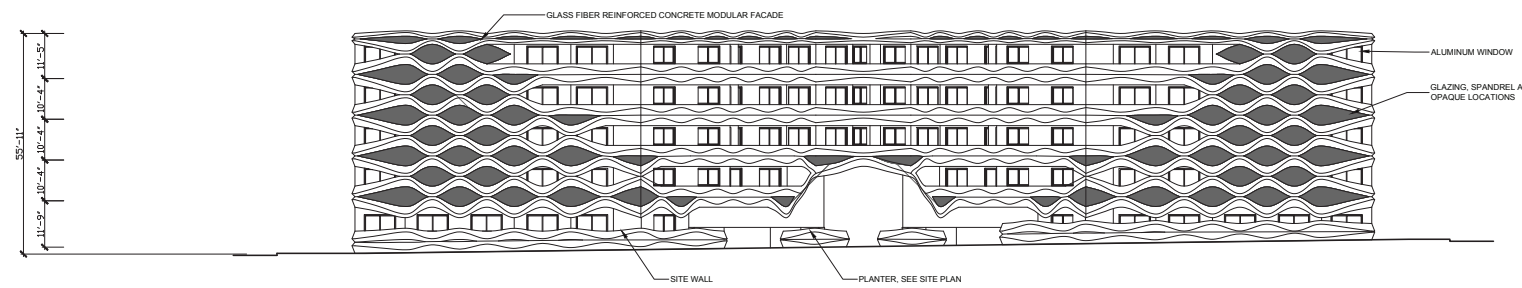 GLASS FIBER REINFORCED CONCRETE MODULAR FACADE
ALUMINUM WINDOW
GLAZING, SPANDREL A
OPAQUE LOCATIONS
55'-11"
11'-5"
10'-4"
10'-4"
10'-4"
11'-9"
SITE WALL
PLANTER, SEE SITE PLAN